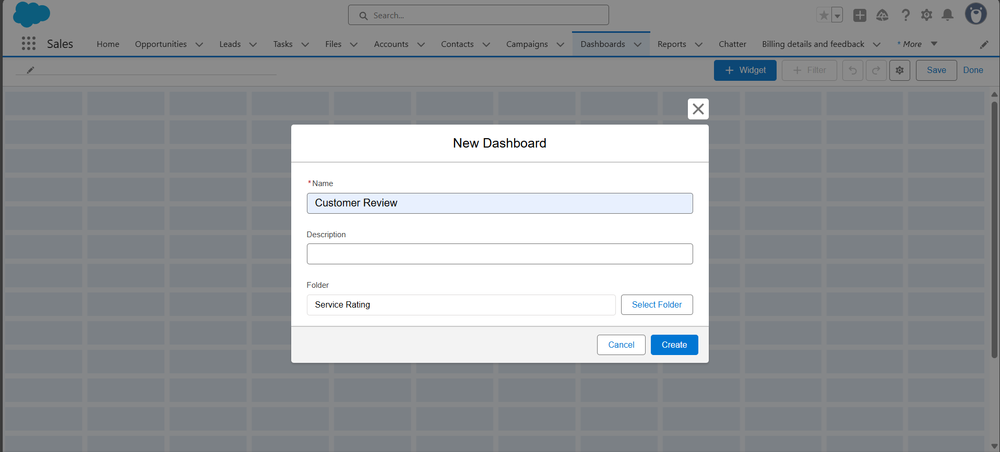 Search...
Sales Home Opportunities Leads Tasks Files Accounts Contacts Campaigns Dashboards Reports Chatter Billing details and feedback * More
+ Widget + Filter Save Done
New Dashboard
*Name
Customer Review
Description
Folder
Service Rating Select Folder
Cancel Create